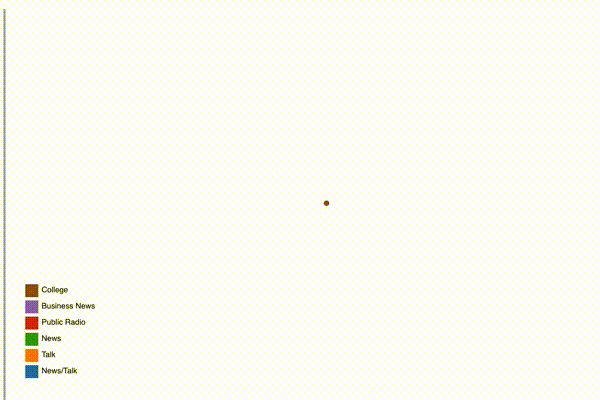 College
Business News
Public Radio
News
Talk
News/Talk